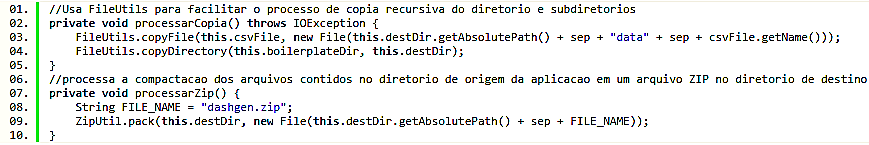 01. //Usa FileUtils para facilitar o processo de copia recursiva do diretorio e subdiretorios
02. private void processarCopia() throws IOException {
03.     FileUtils.copyFile(this.csvFile, new File(this.destDir.getAbsolutePath() + sep + "data" + sep + csvFile.getName()));
04.     FileUtils.copyDirectory(this.boilerplateDir, this.destDir);
05. }
06. //processa a compactacao dos arquivos contidos no diretorio de origem da aplicacao em um arquivo ZIP no diretorio de destino
07. private void processarZip() {
08.     String FILE_NAME = "dashgen.zip";
09.     ZipUtil.pack(this.destDir, new File(this.destDir.getAbsolutePath() + sep + FILE_NAME));
10. }